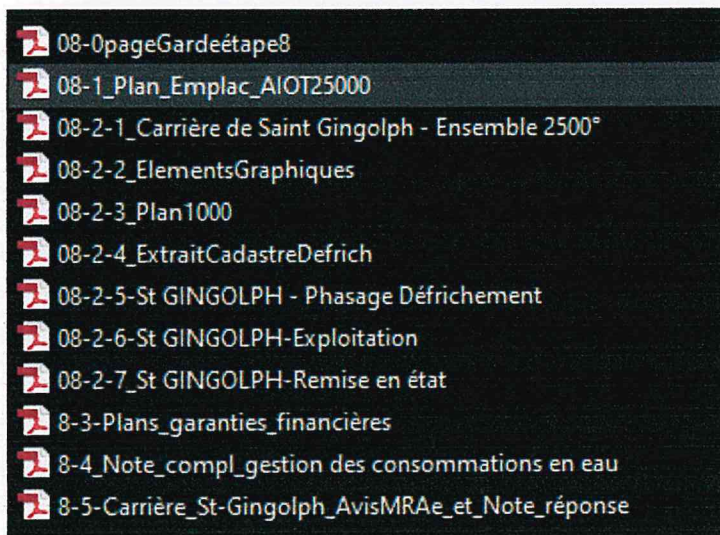 08-0pageGardeétape8
08-1_Plan_Emplac_AIOT25000
08-2-1_Carrière de Saint Gingolph - Ensemble 2500°
08-2-2_ElementsGraphiques
08-2-3_Plan1000
08-2-4_ExtraitCadastreDefrich
08-2-5-St GINGOLPH - Phasage Défrichement
08-2-6-St GINGOLPH-Exploitation
08-2-7_St GINGOLPH-Remise en état
8-3-Plans_garanties_financières
8-4_Note_compl_gestion des consommations en eau
8-5-Carrière_St-Gingolph_AvisMRAe_et_Note_réponse